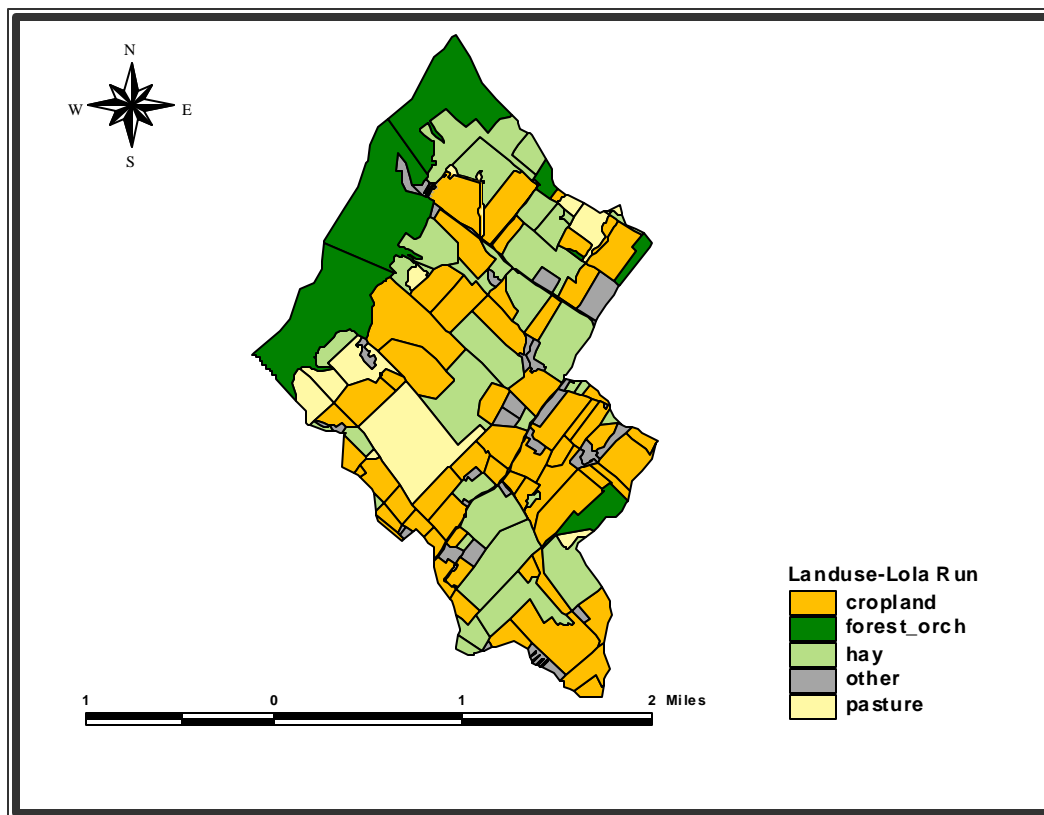 N
W E
S
Landuse-Lola Run
cropland
forest_orch
hay
other
pasture
1 0 1 2 Miles